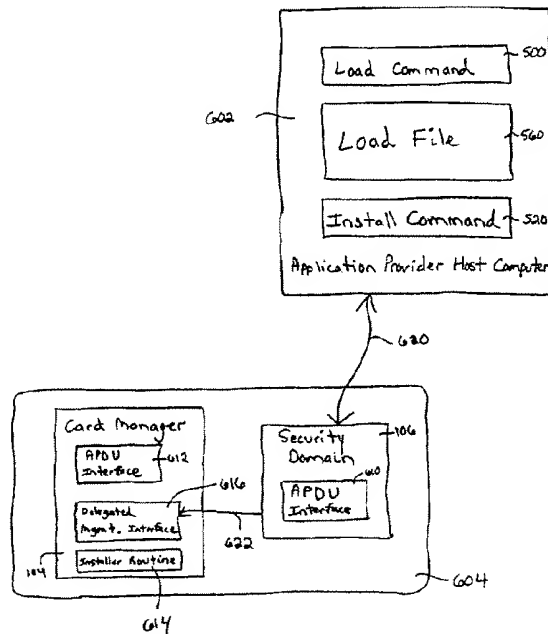 Load Command
500
602
Load File
560
Install Command
520
Application Provider Host Computer
620
Card Manager
APDU
Interface
612
Security
Domain
106
616
610
APDU
Interface
Delegated
Mgmt. Interface
622
104
Installer Routine
604
614